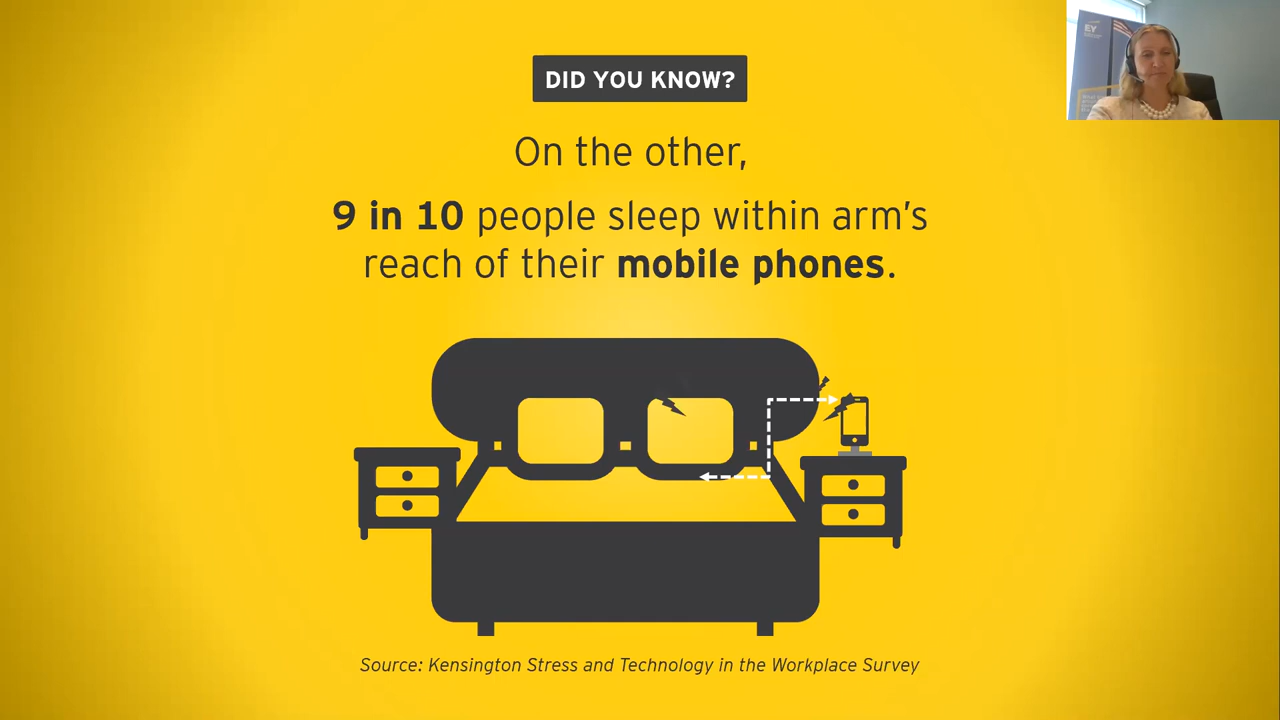 DID YOU KNOW?
On the other,
9 in 10 people sleep within arm's
reach of their mobile phones.
Source: Kensington Stress and Technology in the Workplace Survey
EY